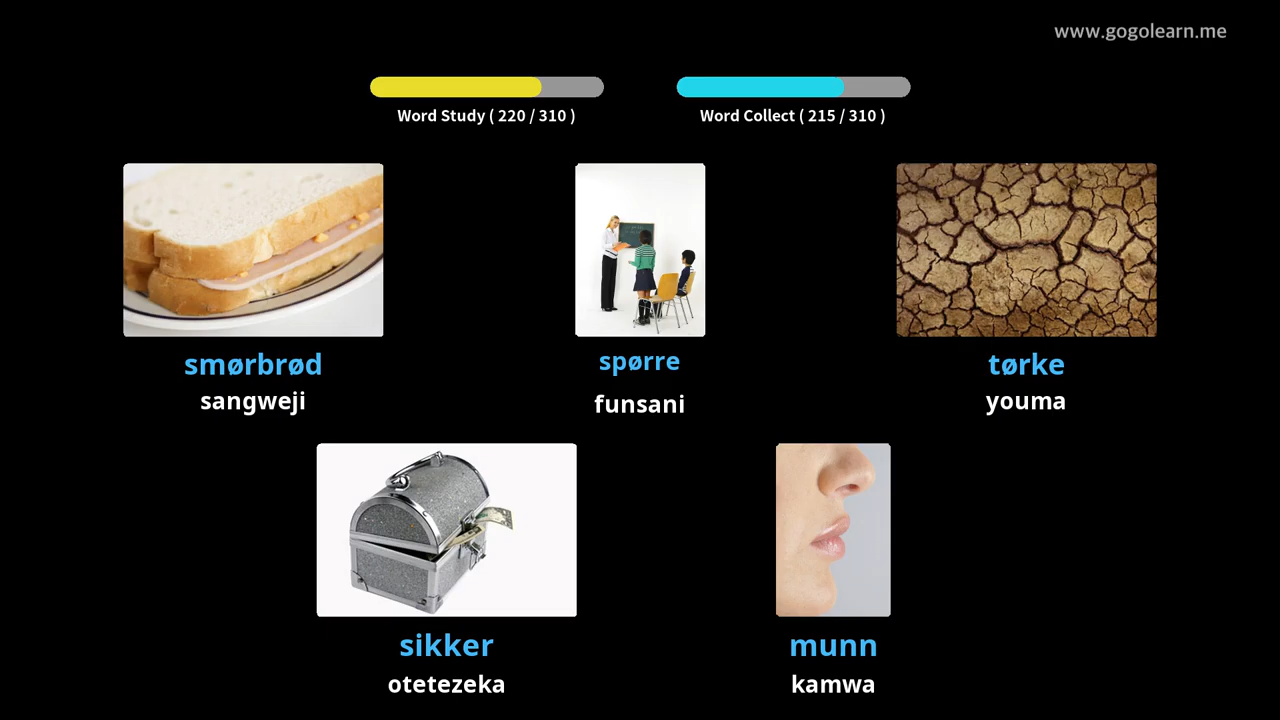 www.gogolearn.me
Word Study ( 220 / 310 )
Word Collect ( 215 / 310 )
smørbrød
sangweji
spørre
funsani
tørke
youma
sikker
otetezeka
munn
kamwa